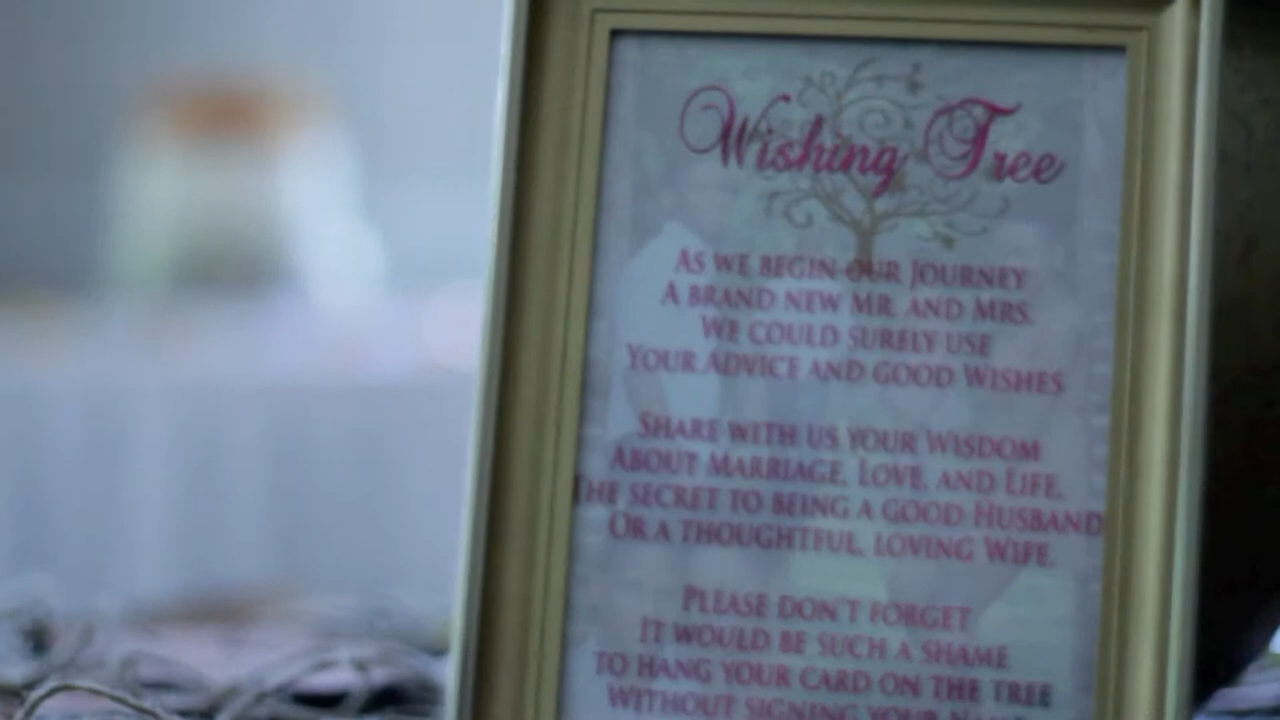 Wishing Tree
AS WE BEGIN OUR JOURNEY
A BRAND NEW MR. AND MRS.
WE COULD SURELY USE
YOUR ADVICE AND GOOD WISHES
SHARE WITH US YOUR WISDOM
ABOUT MARRIAGE, LOVE, AND LIFE.
THE SECRET TO BEING A GOOD HUSBAND
OR A THOUGHTFUL, LOVING WIFE.
PLEASE DON'T FORGET
IT WOULD BE SUCH A SHAME
TO HANG YOUR CARD ON THE TREE
WITHOUT SIGNING YOUR NAME